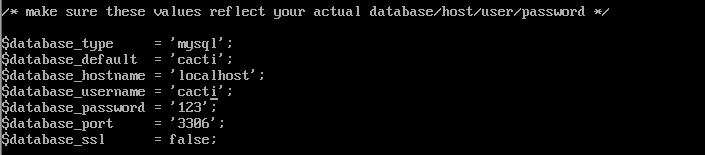 /* make sure these values reflect your actual database/host/user/password */
$database_type     = 'mysql';
$database_default  = 'cacti';
$database_hostname = 'localhost';
$database_username = 'cacti';
$database_password = '123';
$database_port     = '3306';
$database_ssl      = false;